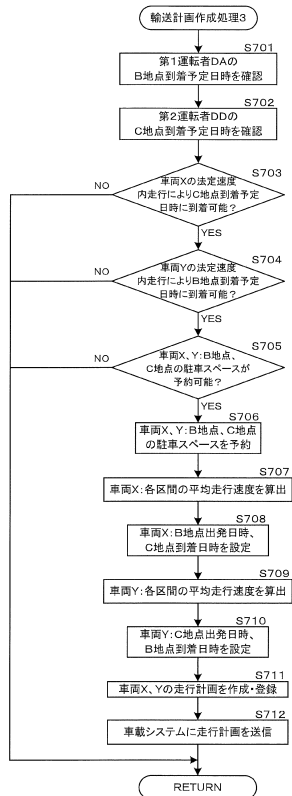 輸送計画作成処理3
S701
第1運転者DAの
B地点到着予定日時を確認
S702
第2運転者DDの
C地点到着予定日時を確認
S703
車両Xの法定速度
内走行によりC地点到着予定
日時に到着可能?
NO
YES
S704
車両Yの法定速度
内走行によりB地点到着予定
日時に到着可能?
NO
YES
S705
車両X、Y:B地点、
C地点の駐車スペースが
予約可能?
NO
YES
S706
車両X、Y:B地点、C地点
の駐車スペースを予約
S707
車両X:各区間の平均走行速度を算出
S708
車両X:B地点出発日時、
C地点到着日時を設定
S709
車両Y:各区間の平均走行速度を算出
S710
車両Y:C地点出発日時、
B地点到着日時を設定
S711
車両X、Yの走行計画を作成・登録
S712
車載システムに走行計画を送信
RETURN